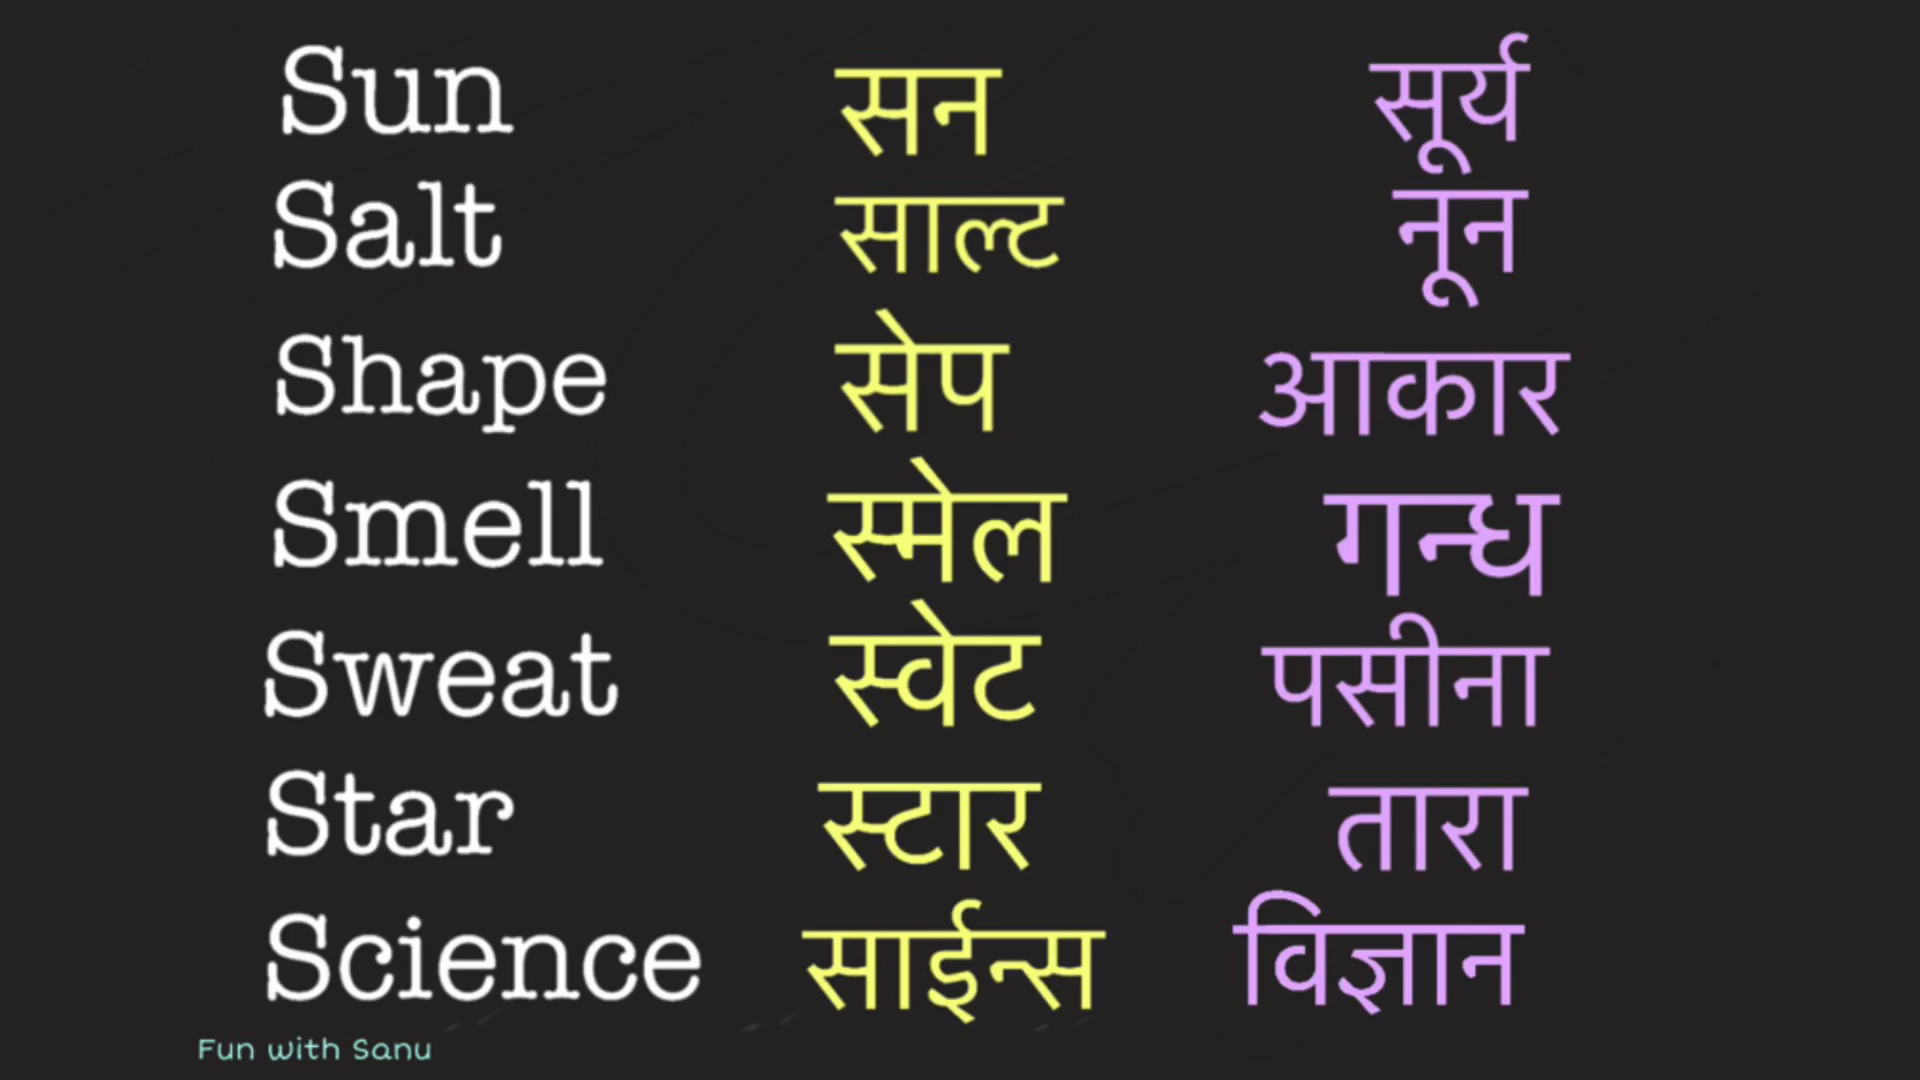 Sun सन सूर्य
Salt साल्ट नून
Shape सेप आकार
Smell स्मेल गन्ध
Sweat स्वेट पसीना
Star स्टार तारा
Science साईन्स विज्ञान
Fun with Sanu